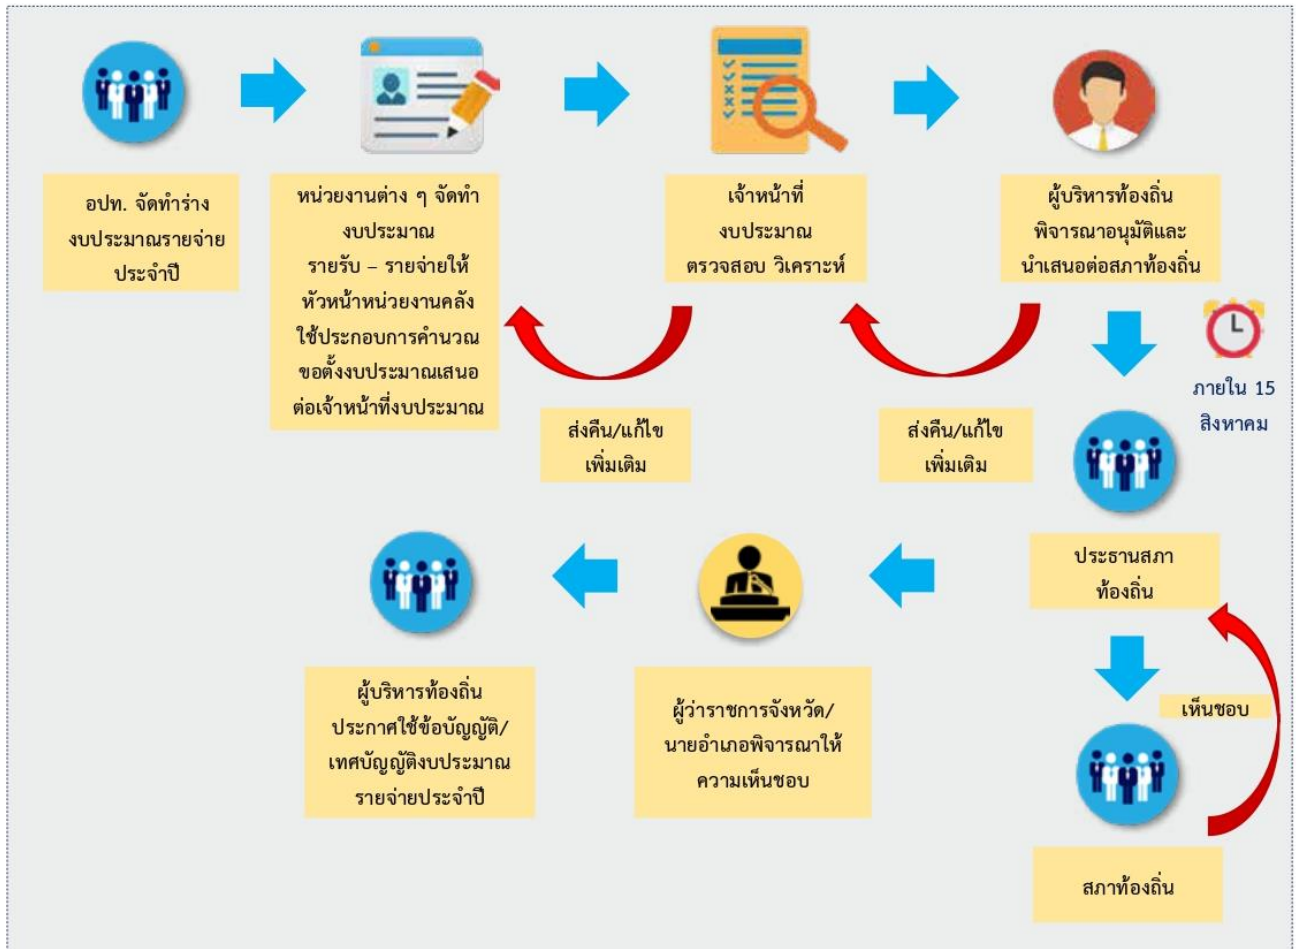 อปท. จัดทำร่าง
งบประมาณรายจ่าย
ประจำปี
หน่วยงานต่าง ๆ จัดทำ
งบประมาณ
รายรับ – รายจ่ายให้
หัวหน้าหน่วยงานคลัง
ใช้ประกอบการคำนวณ
ขอตั้งงบประมาณเสนอ
ต่อเจ้าหน้าที่งบประมาณ
เจ้าหน้าที่
งบประมาณ
ตรวจสอบ วิเคราะห์
ผู้บริหารท้องถิ่น
พิจารณาอนุมัติและ
นำเสนอต่อสภาท้องถิ่น
ส่งคืน/แก้ไข
เพิ่มเติม
ส่งคืน/แก้ไข
เพิ่มเติม
ภายใน 15
สิงหาคม
ประธานสภา
ท้องถิ่น
เห็นชอบ
สภาท้องถิ่น
ผู้ว่าราชการจังหวัด/
นายอำเภอพิจารณาให้
ความเห็นชอบ
ผู้บริหารท้องถิ่น
ประกาศใช้ข้อบัญญัติ/
เทศบัญญัติงบประมาณ
รายจ่ายประจำปี